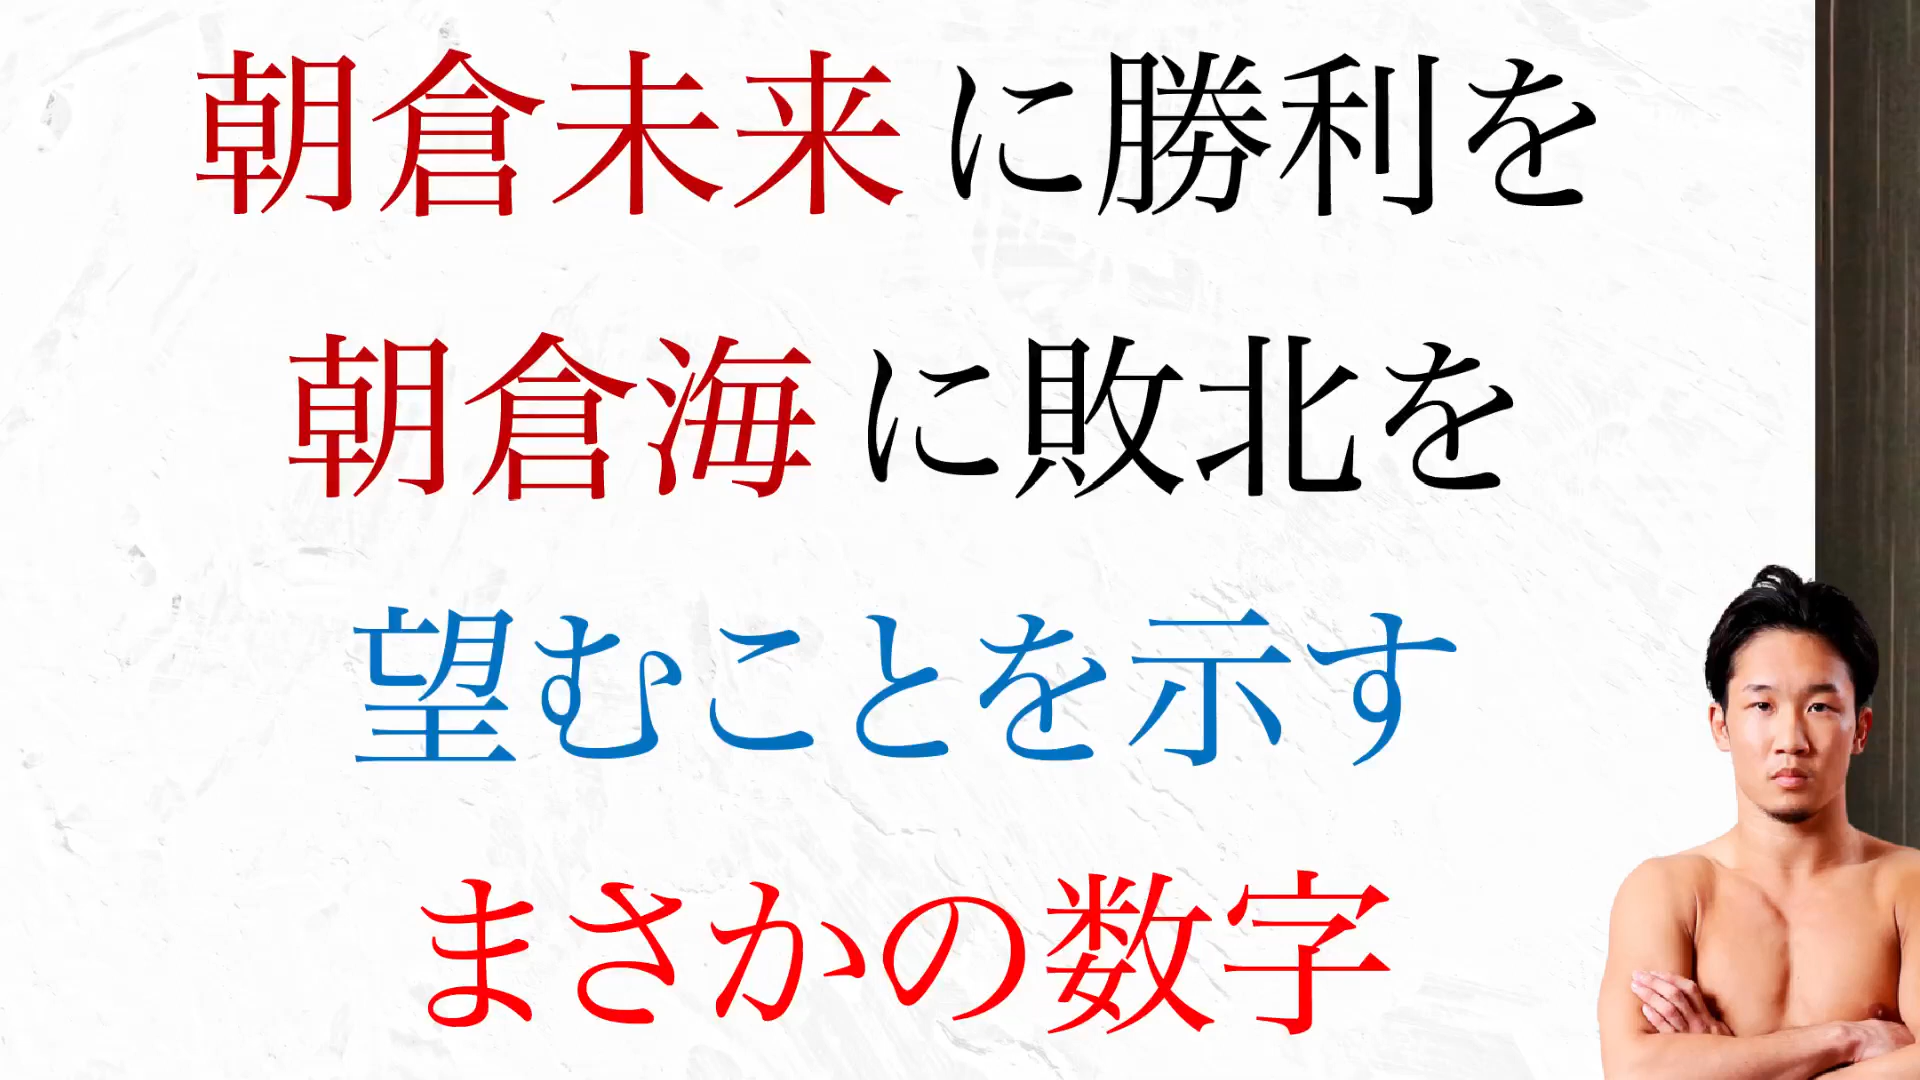 朝倉未来に勝利を
朝倉海に敗北を
望むことを示す
まさかの数字